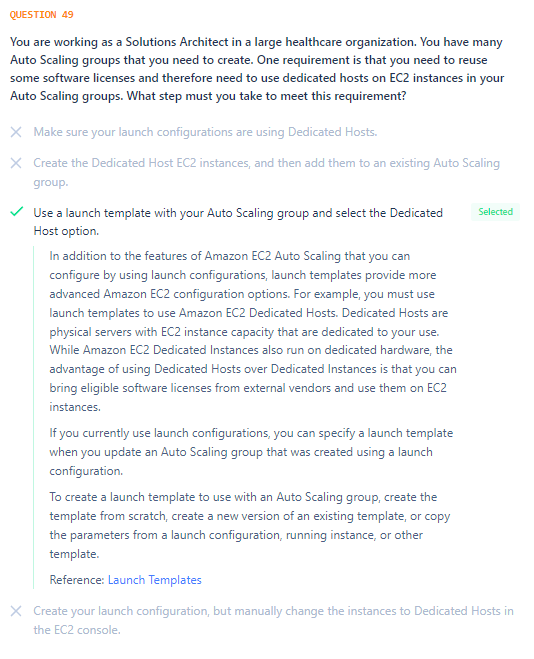 QUESTION 49
You are working as a Solutions Architect in a large healthcare organization. You have many
Auto Scaling groups that you need to create. One requirement is that you need to reuse
some software licenses and therefore need to use dedicated hosts on EC2 instances in your
Auto Scaling groups. What step must you take to meet this requirement?
Make sure your launch configurations are using Dedicated Hosts.
Create the Dedicated Host EC2 instances, and then add them to an existing Auto Scaling
group.
Use a launch template with your Auto Scaling group and select the Dedicated
Host option.
Selected
In addition to the features of Amazon EC2 Auto Scaling that you can
configure by using launch configurations, launch templates provide more
advanced Amazon EC2 configuration options. For example, you must use
launch templates to use Amazon EC2 Dedicated Hosts. Dedicated Hosts are
physical servers with EC2 instance capacity that are dedicated to your use.
While Amazon EC2 Dedicated Instances also run on dedicated hardware, the
advantage of using Dedicated Hosts over Dedicated Instances is that you can
bring eligible software licenses from external vendors and use them on EC2
instances.
If you currently use launch configurations, you can specify a launch template
when you update an Auto Scaling group that was created using a launch
configuration.
To create a launch template to use with an Auto Scaling group, create the
template from scratch, create a new version of an existing template, or copy
the parameters from a launch configuration, running instance, or other
template.
Reference: Launch Templates
Create your launch configuration, but manually change the instances to Dedicated Hosts in
the EC2 console.